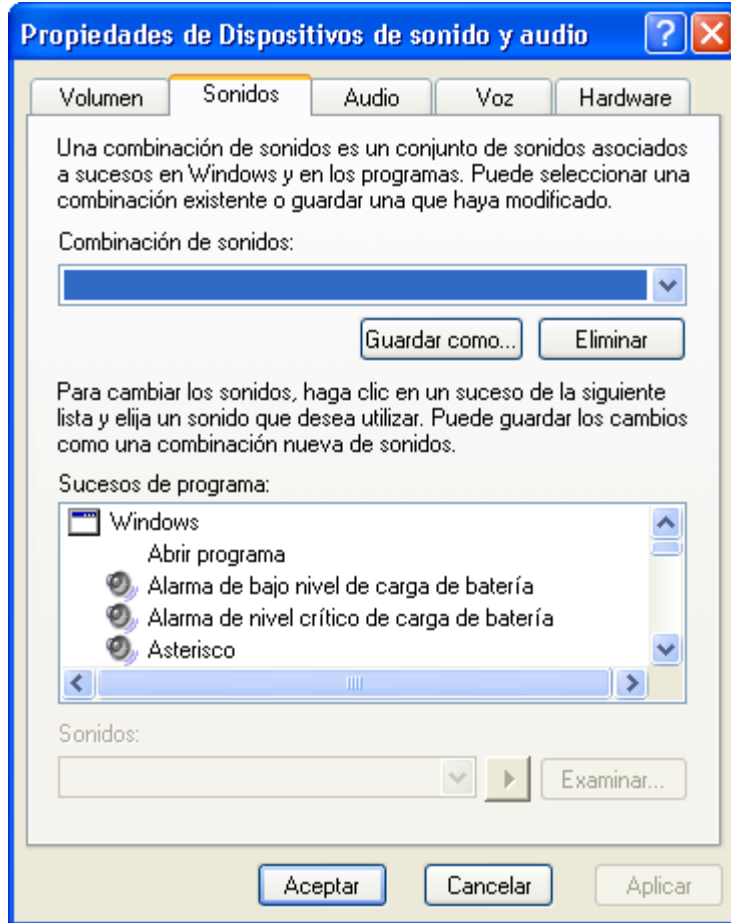 Propiedades de Dispositivos de sonido y audio
Volumen Sonidos Audio Voz Hardware
Una combinación de sonidos es un conjunto de sonidos asociados
a sucesos en Windows y en los programas. Puede seleccionar una
combinación existente o guardar una que haya modificado.
Combinación de sonidos:
Guardar como... Eliminar
Para cambiar los sonidos, haga clic en un suceso de la siguiente
lista y elija un sonido que desea utilizar. Puede guardar los cambios
como una combinación nueva de sonidos.
Sucesos de programa:
Windows
Abrir programa
Alarma de bajo nivel de carga de batería
Alarma de nivel crítico de carga de batería
Asterisco
Sonidos:
Examinar...
Aceptar Cancelar Aplicar